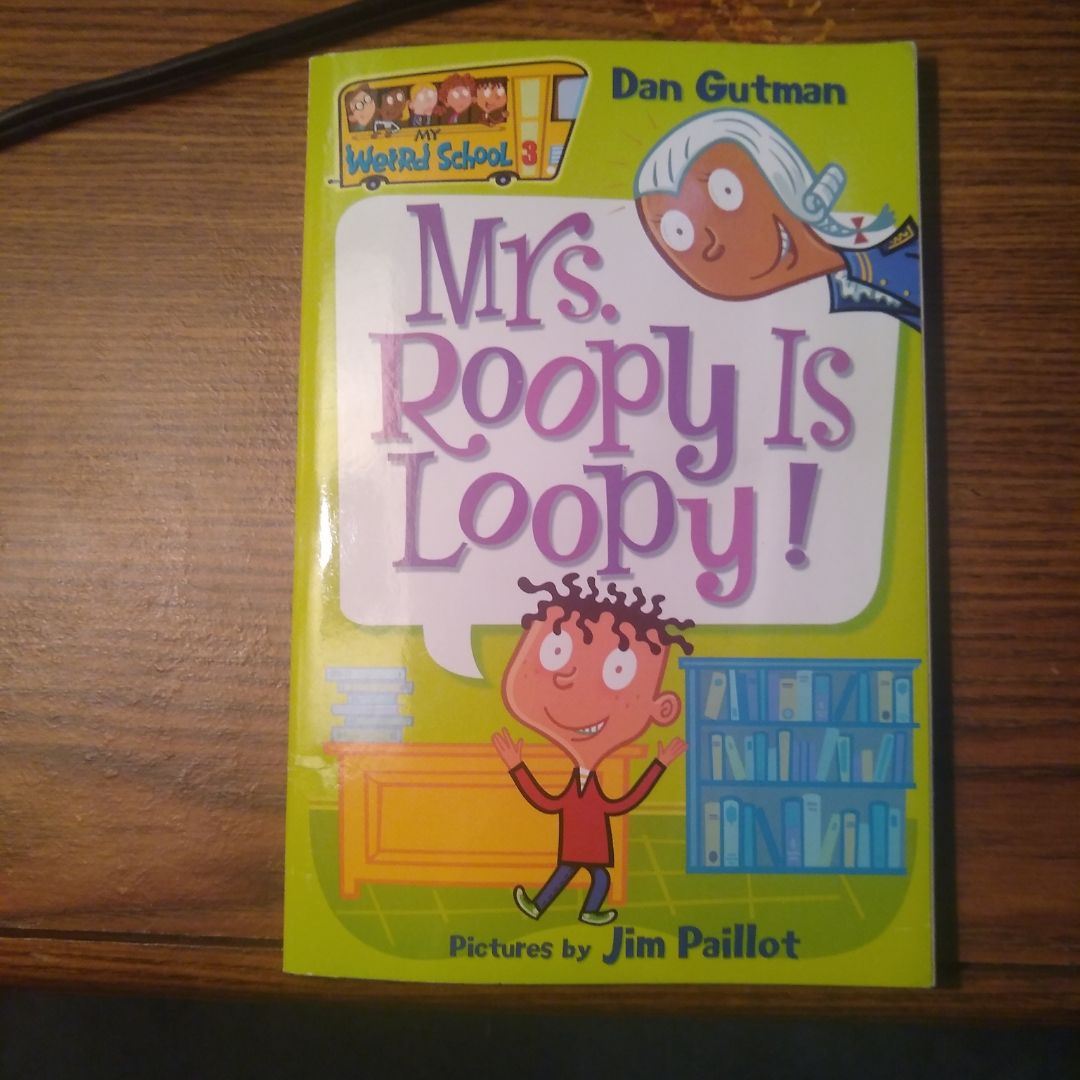 MY
Weird School 3
Dan Gutman
Mrs.
Roopy Is
Loopy!
Pictures by Jim Paillot